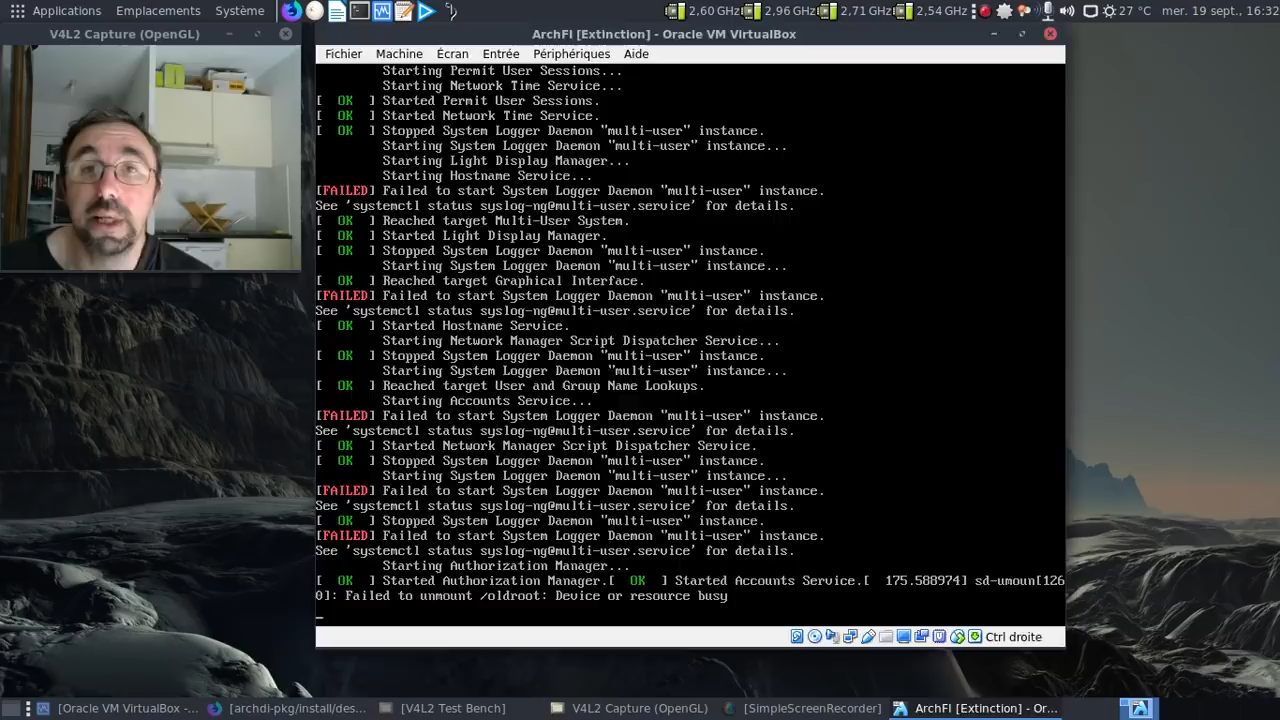 Applications Emplacements Système 2,60 GHz 2,96 GHz 2,71 GHz 2,54 GHz 27 °C mer. 19 sept., 16:32
V4L2 Capture (OpenGL)
ArchFI [Extinction] - Oracle VM VirtualBox
Fichier Machine Écran Entrée Périphériques Aide
Starting Permit User Sessions...
Starting Network Time Service...
[ OK ] Started Permit User Sessions.
[ OK ] Started Network Time Service.
[ OK ] Stopped System Logger Daemon "multi-user" instance.
Starting System Logger Daemon "multi-user" instance...
Starting Light Display Manager...
Starting Hostname Service...
[FAILED] Failed to start System Logger Daemon "multi-user" instance.
See 'systemctl status syslog-ng@multi-user.service' for details.
[ OK ] Reached target Multi-User System.
[ OK ] Started Light Display Manager.
[ OK ] Stopped System Logger Daemon "multi-user" instance.
Starting System Logger Daemon "multi-user" instance...
[ OK ] Reached target Graphical Interface.
[FAILED] Failed to start System Logger Daemon "multi-user" instance.
See 'systemctl status syslog-ng@multi-user.service' for details.
[ OK ] Started Hostname Service.
Starting Network Manager Script Dispatcher Service...
[ OK ] Stopped System Logger Daemon "multi-user" instance.
Starting System Logger Daemon "multi-user" instance...
[ OK ] Reached target User and Group Name Lookups.
Starting Accounts Service...
[FAILED] Failed to start System Logger Daemon "multi-user" instance.
See 'systemctl status syslog-ng@multi-user.service' for details.
[ OK ] Started Network Manager Script Dispatcher Service.
[ OK ] Stopped System Logger Daemon "multi-user" instance.
Starting System Logger Daemon "multi-user" instance...
[FAILED] Failed to start System Logger Daemon "multi-user" instance.
See 'systemctl status syslog-ng@multi-user.service' for details.
[ OK ] Stopped System Logger Daemon "multi-user" instance.
[FAILED] Failed to start System Logger Daemon "multi-user" instance.
See 'systemctl status syslog-ng@multi-user.service' for details.
Starting Authorization Manager...
[ OK ] Started Authorization Manager.[ OK ] Started Accounts Service.[ 175.588974] sd-umoun[126
0]: Failed to unmount /oldroot: Device or resource busy
Ctrl droite
[Oracle VM VirtualBox -... [archdi-pkg/install/des... [V4L2 Test Bench] V4L2 Capture (OpenGL) [SimpleScreenRecorder] ArchFI [Extinction] - Or...